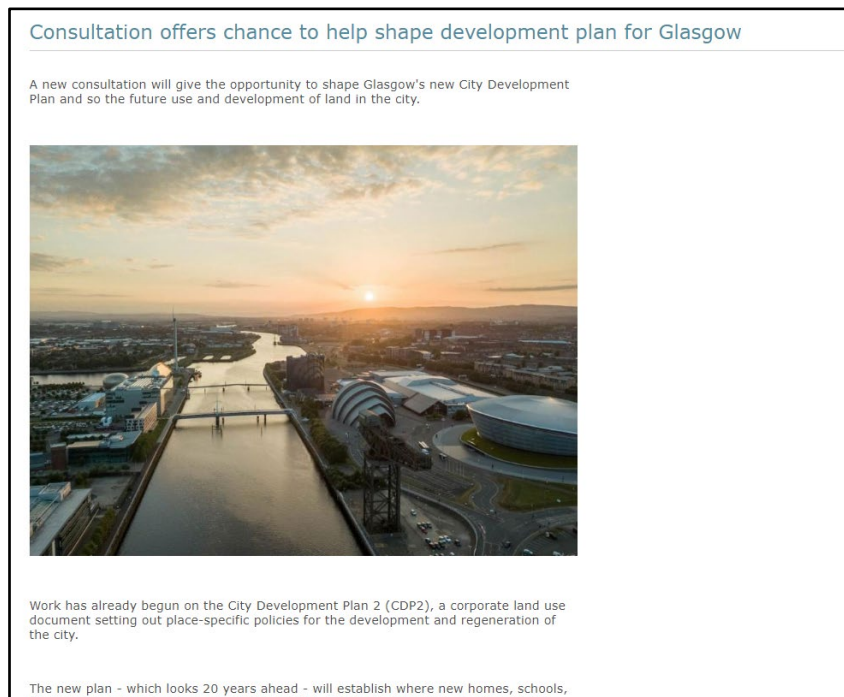 Consultation offers chance to help shape development plan for Glasgow
A new consultation will give the opportunity to shape Glasgow's new City Development
Plan and so the future use and development of land in the city.
Work has already begun on the City Development Plan 2 (CDP2), a corporate land use
document setting out place-specific policies for the development and regeneration of
the city.
The new plan - which looks 20 years ahead - will establish where new homes, schools,